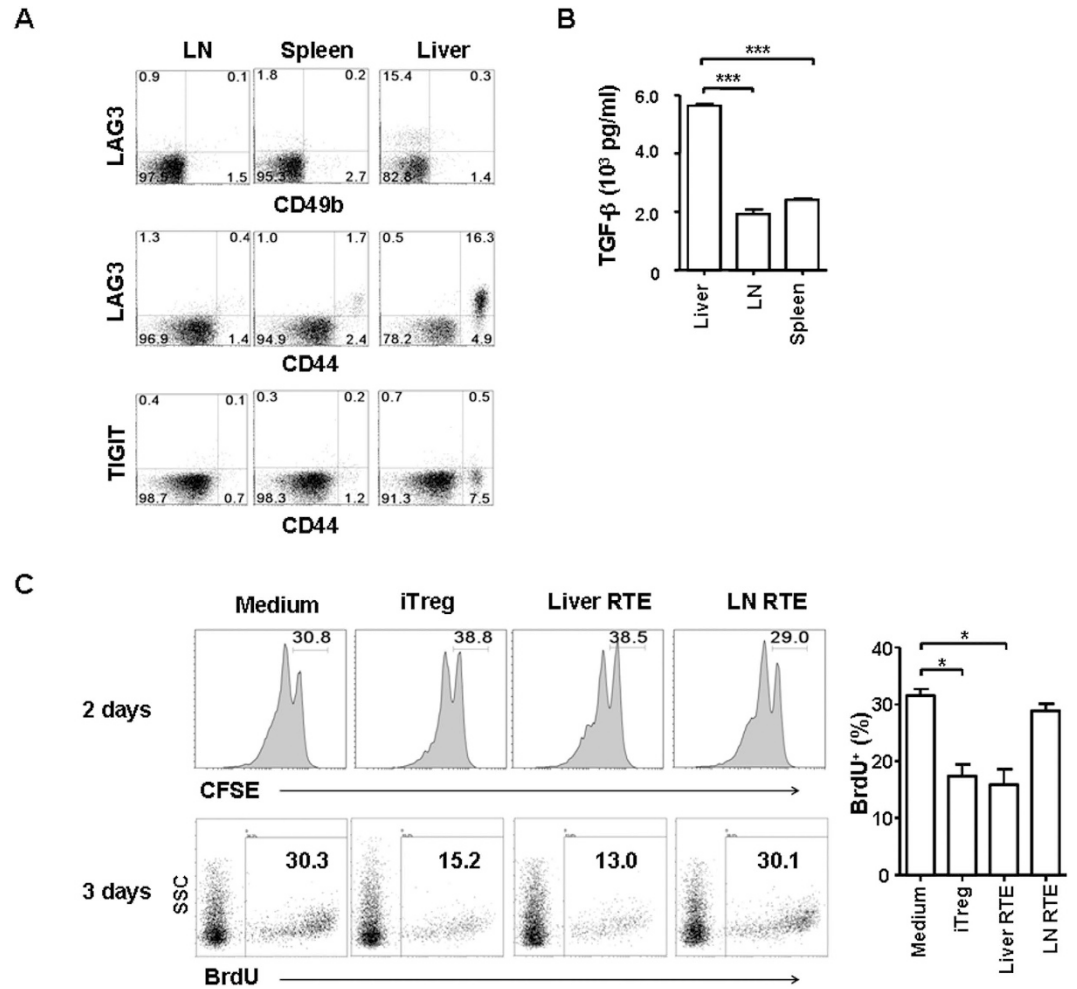 A
LN Spleen Liver
0.9 0.1 1.8 0.2 15.4 0.3
LAG3
1.5 95.3 2.7 82.8 1.4
CD49b
1.3 0.4 1.0 1.7 0.5 16.3
LAG3
96.9 1.4 94.9 2.4 78.2 4.9
CD44
0.4 0.1 0.3 0.2 0.7 0.5
TIGIT
98.7 0.7 98.3 1.2 91.3 7.5
CD44
B
***
***
TGF-β (10³ pg/ml)
6.0
4.0
2.0
0
Liver LN Spleen
C
Medium iTreg Liver RTE LN RTE
30.8 38.8 38.5 29.0
2 days
CFSE
30.3 15.2 13.0 30.1
3 days
SSC
BrdU
*
*
BrdU⁺ (%)
40
30
20
10
0
Medium iTreg Liver RTE LN RTE